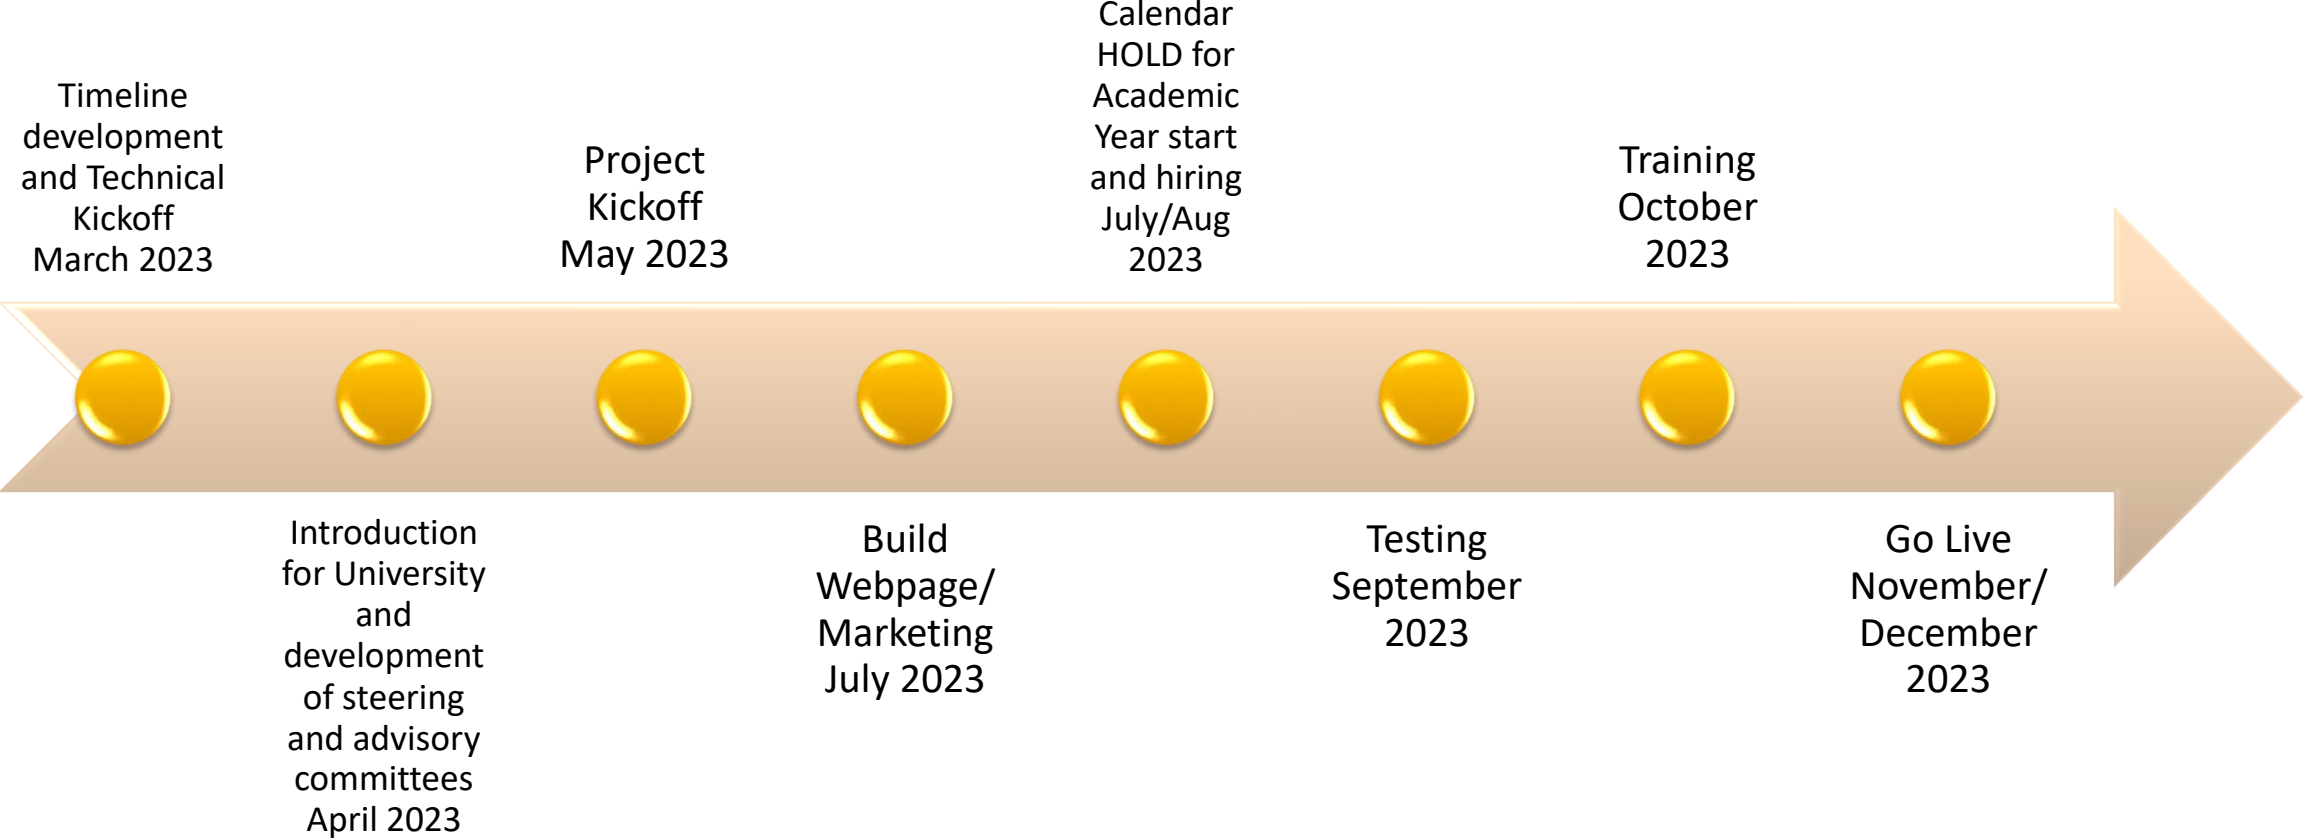 Timeline
development
and Technical
Kickoff
March 2023
Introduction
for University
and
development
of steering
and advisory
committees
April 2023
Project
Kickoff
May 2023
Build
Webpage/
Marketing
July 2023
Calendar
HOLD for
Academic
Year start
and hiring
July/Aug
2023
Testing
September
2023
Training
October
2023
Go Live
November/
December
2023